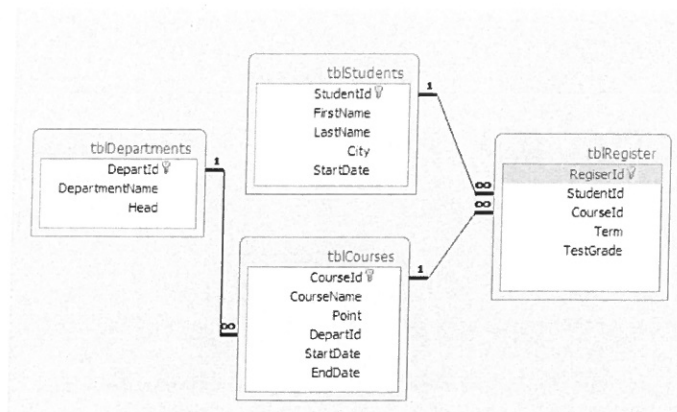 tblStudents
StudentId
FirstName
LastName
City
StartDate
1
tblDepartments
DepartId
DepartmentName
Head
1
∞
tblCourses
CourseId
CourseName
Point
DepartId
StartDate
EndDate
1
tblRegister
RegiserId
StudentId
CourseId
Term
TestGrade
∞
∞